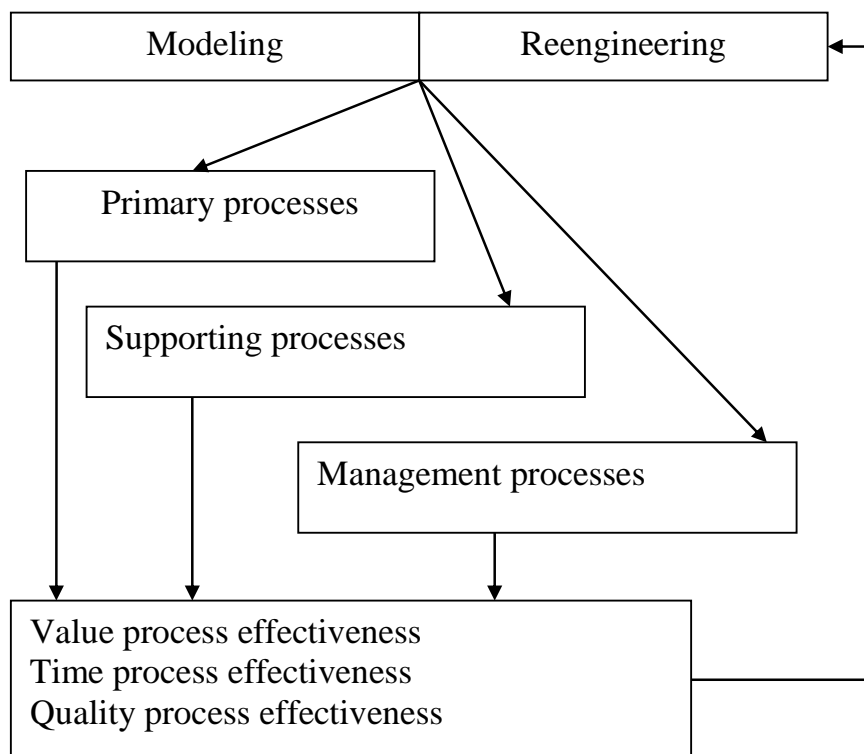 Modeling
Reengineering
Primary processes
Supporting processes
Management processes
Value process effectiveness
Time process effectiveness
Quality process effectiveness